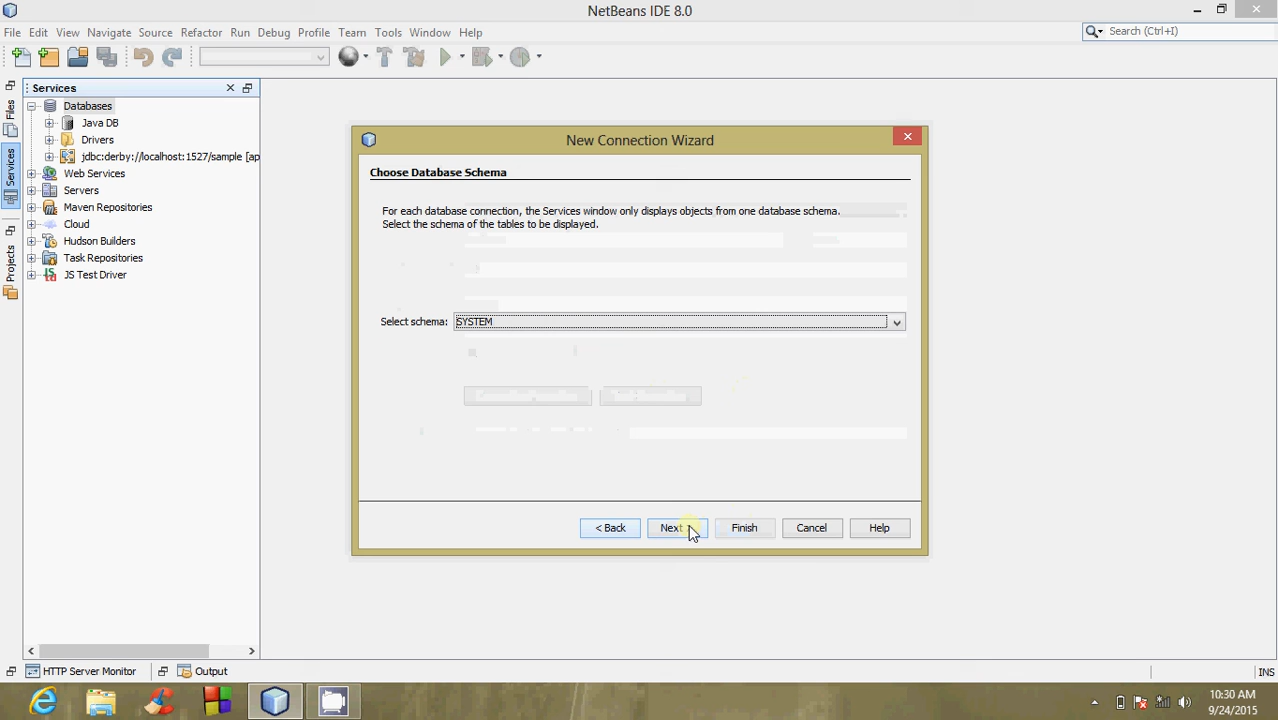 NetBeans IDE 8.0
File Edit View Navigate Source Refactor Run Debug Profile Team Tools Window Help
Search (Ctrl+I)
Services
Databases
Java DB
Drivers
jdbc:derby://localhost:1527/sample [ap
Web Services
Servers
Maven Repositories
Cloud
Hudson Builders
Task Repositories
JS Test Driver
Files
Services
Projects
New Connection Wizard
Choose Database Schema
For each database connection, the Services window only displays objects from one database schema.
Select the schema of the tables to be displayed.
Select schema: SYSTEM
< Back Next Finish Cancel Help
HTTP Server Monitor Output
INS
10:30 AM
9/24/2015